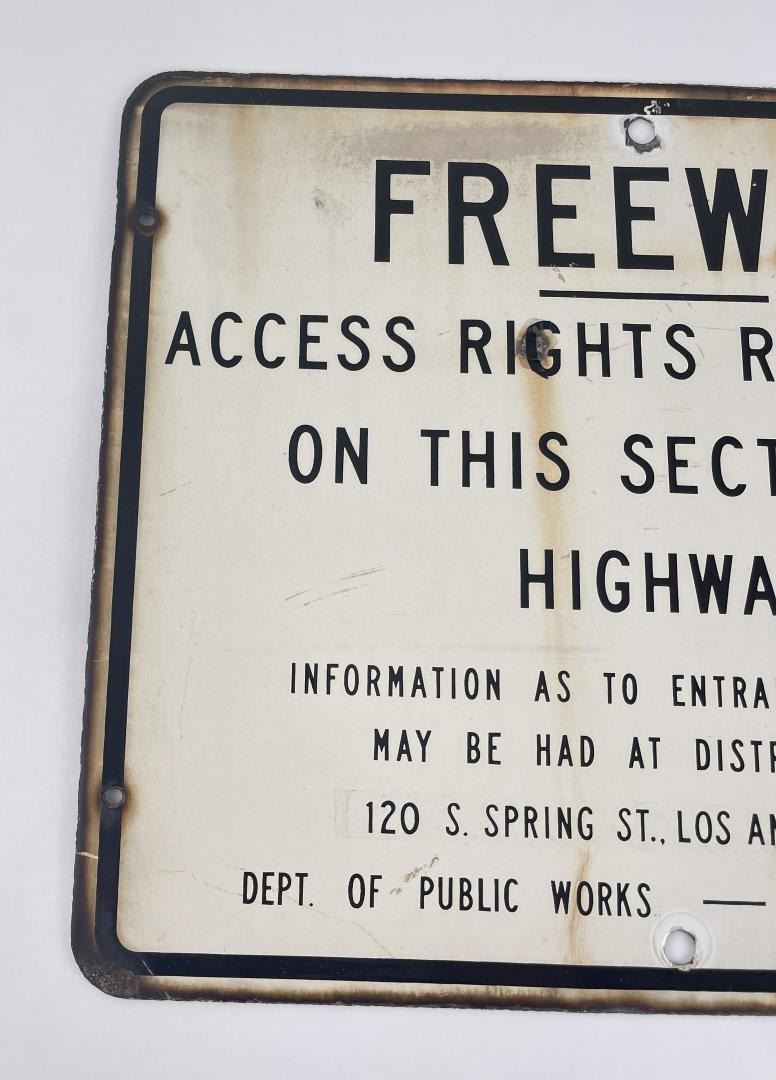 FREEW
ACCESS RIGHTS R
ON THIS SECT
HIGHWA
INFORMATION AS TO ENTRA
MAY BE HAD AT DISTR
120 S. SPRING ST., LOS AN
DEPT. OF PUBLIC WORKS —